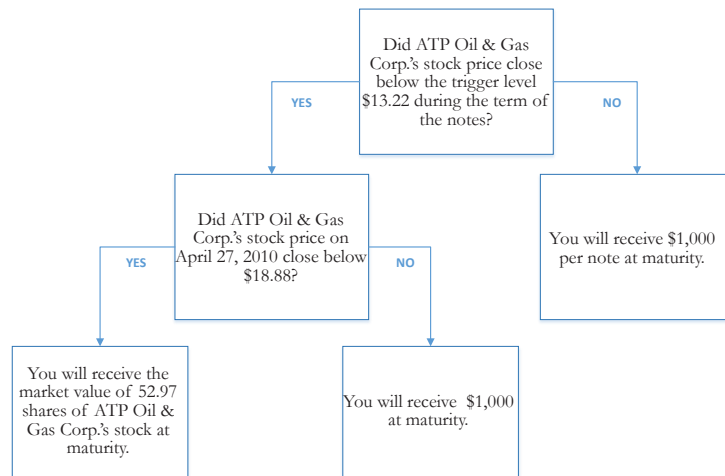 Did ATP Oil & Gas
Corp.'s stock price close
below the trigger level
$13.22 during the term of
the notes?
YES
NO
Did ATP Oil & Gas
Corp.'s stock price on
April 27, 2010 close below
$18.88?
You will receive $1,000
per note at maturity.
YES
NO
You will receive the
market value of 52.97
shares of ATP Oil &
Gas Corp.'s stock at
maturity.
You will receive $1,000
at maturity.